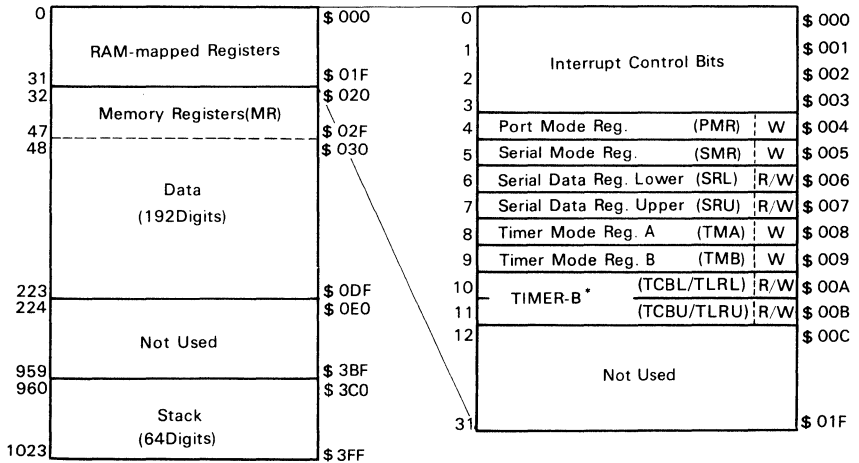 0 $ 000
RAM-mapped Registers
31 $ 01F
32 $ 020
Memory Registers(MR)
47 $ 02F
48 $ 030
Data
(192Digits)
223 $ 0DF
224 $ 0E0
Not Used
959 $ 3BF
960 $ 3C0
Stack
(64Digits)
1023 $ 3FF
0 $ 000
1 $ 001
Interrupt Control Bits
2 $ 002
3 $ 003
4 Port Mode Reg. (PMR) W $ 004
5 Serial Mode Reg. (SMR) W $ 005
6 Serial Data Reg. Lower (SRL) R/W $ 006
7 Serial Data Reg. Upper (SRU) R/W $ 007
8 Timer Mode Reg. A (TMA) W $ 008
9 Timer Mode Reg. B (TMB) W $ 009
10 (TCBL/TLRL) R/W $ 00A
TIMER-B*
11 (TCBU/TLRU) R/W $ 00B
12 $ 00C
Not Used
31 $ 01F